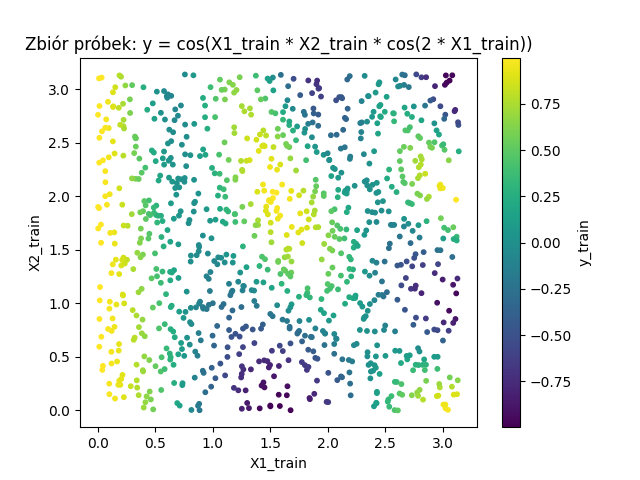 Zbiór próbek: y = cos(X1_train * X2_train * cos(2 * X1_train))
3.0
2.5
2.0
1.5
1.0
0.5
0.0
X2_train
0.0 0.5 1.0 1.5 2.0 2.5 3.0
X1_train
0.75
0.50
0.25
0.00
−0.25
−0.50
−0.75
y_train